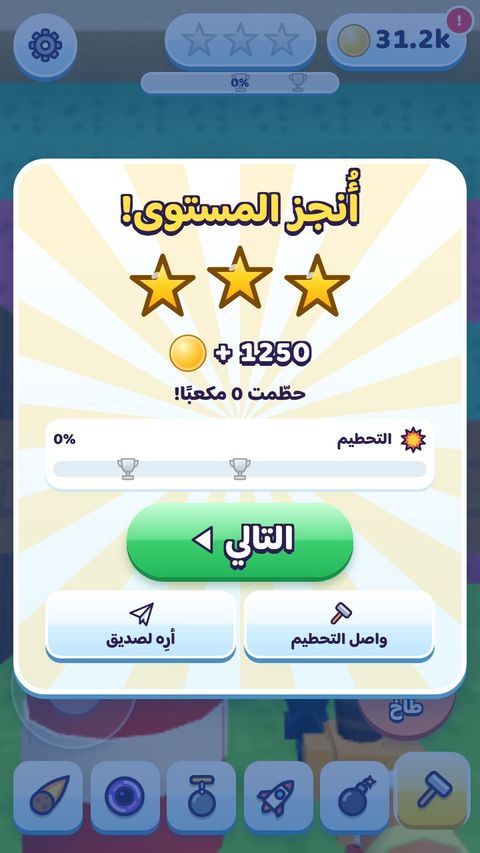 31.2k
!
0%
أُنجز المستوى!
+ 1250
حطّمت 0 مكعبًا!
التحطيم
0%
التالي
واصل التحطيم
أرِه لصديق
طاخ